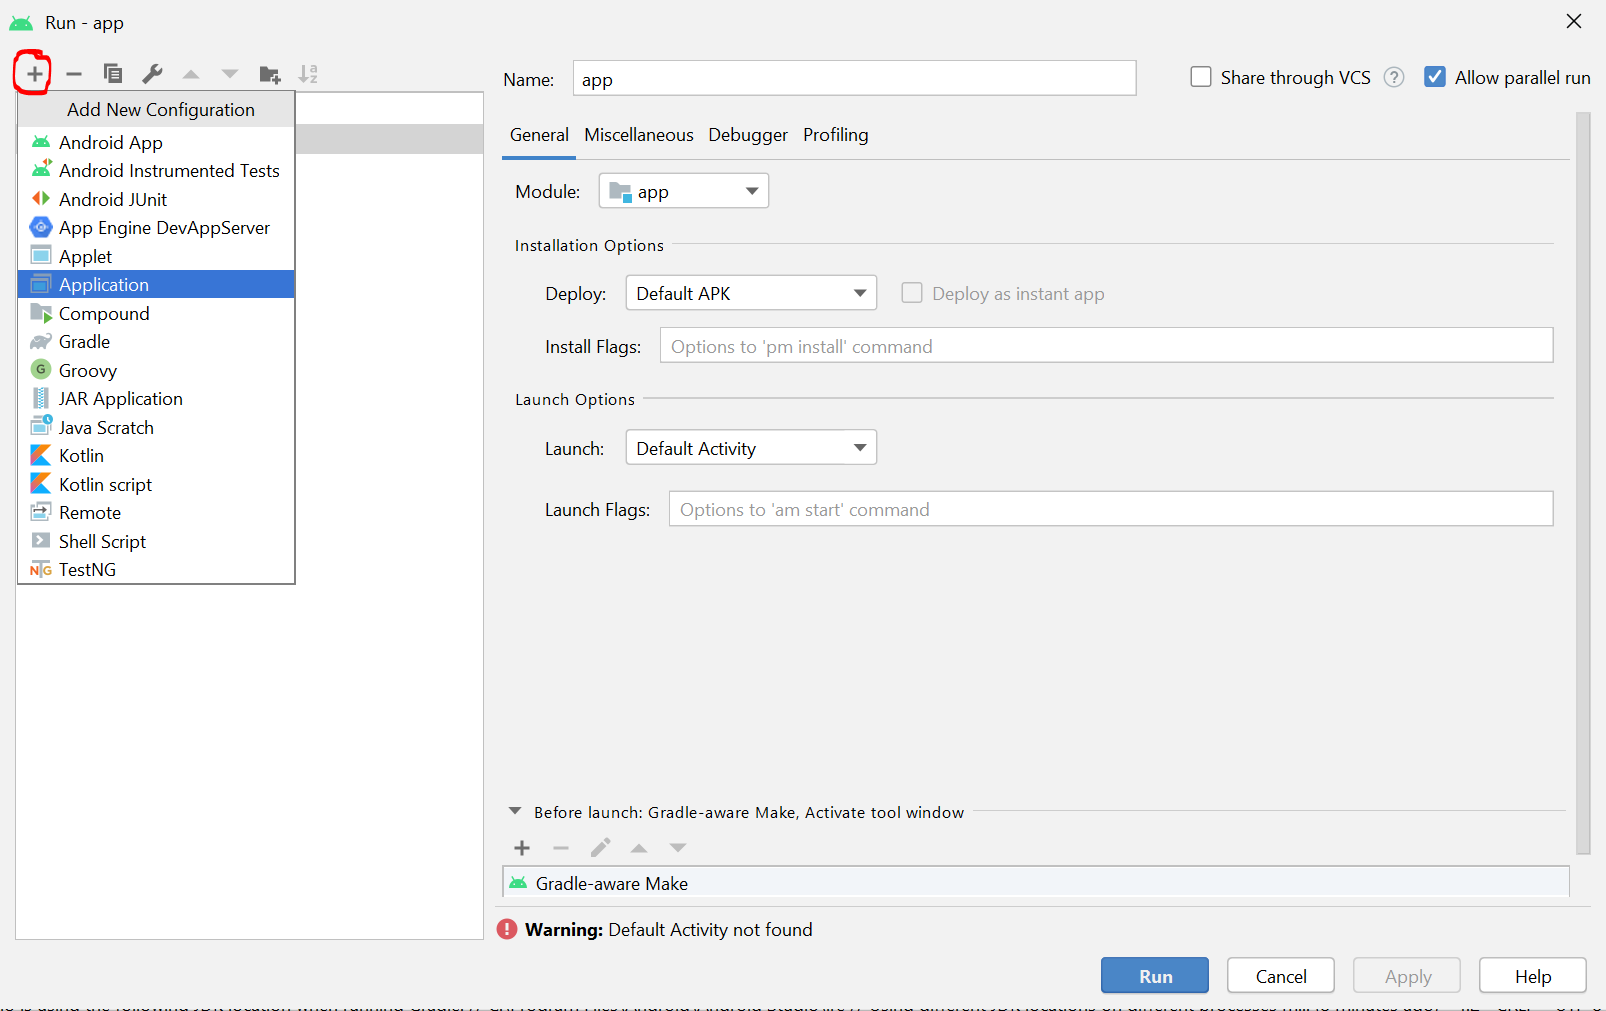 Run - app
Name: app
Share through VCS ? Allow parallel run
Add New Configuration
Android App
Android Instrumented Tests
Android JUnit
App Engine DevAppServer
Applet
Application
Compound
Gradle
G Groovy
JAR Application
Java Scratch
Kotlin
Kotlin script
Remote
Shell Script
NTG TestNG
General Miscellaneous Debugger Profiling
Module: app
Installation Options
Deploy: Default APK Deploy as instant app
Install Flags: Options to 'pm install' command
Launch Options
Launch: Default Activity
Launch Flags: Options to 'am start' command
Before launch: Gradle-aware Make, Activate tool window
Gradle-aware Make
Warning: Default Activity not found
Run Cancel Apply Help